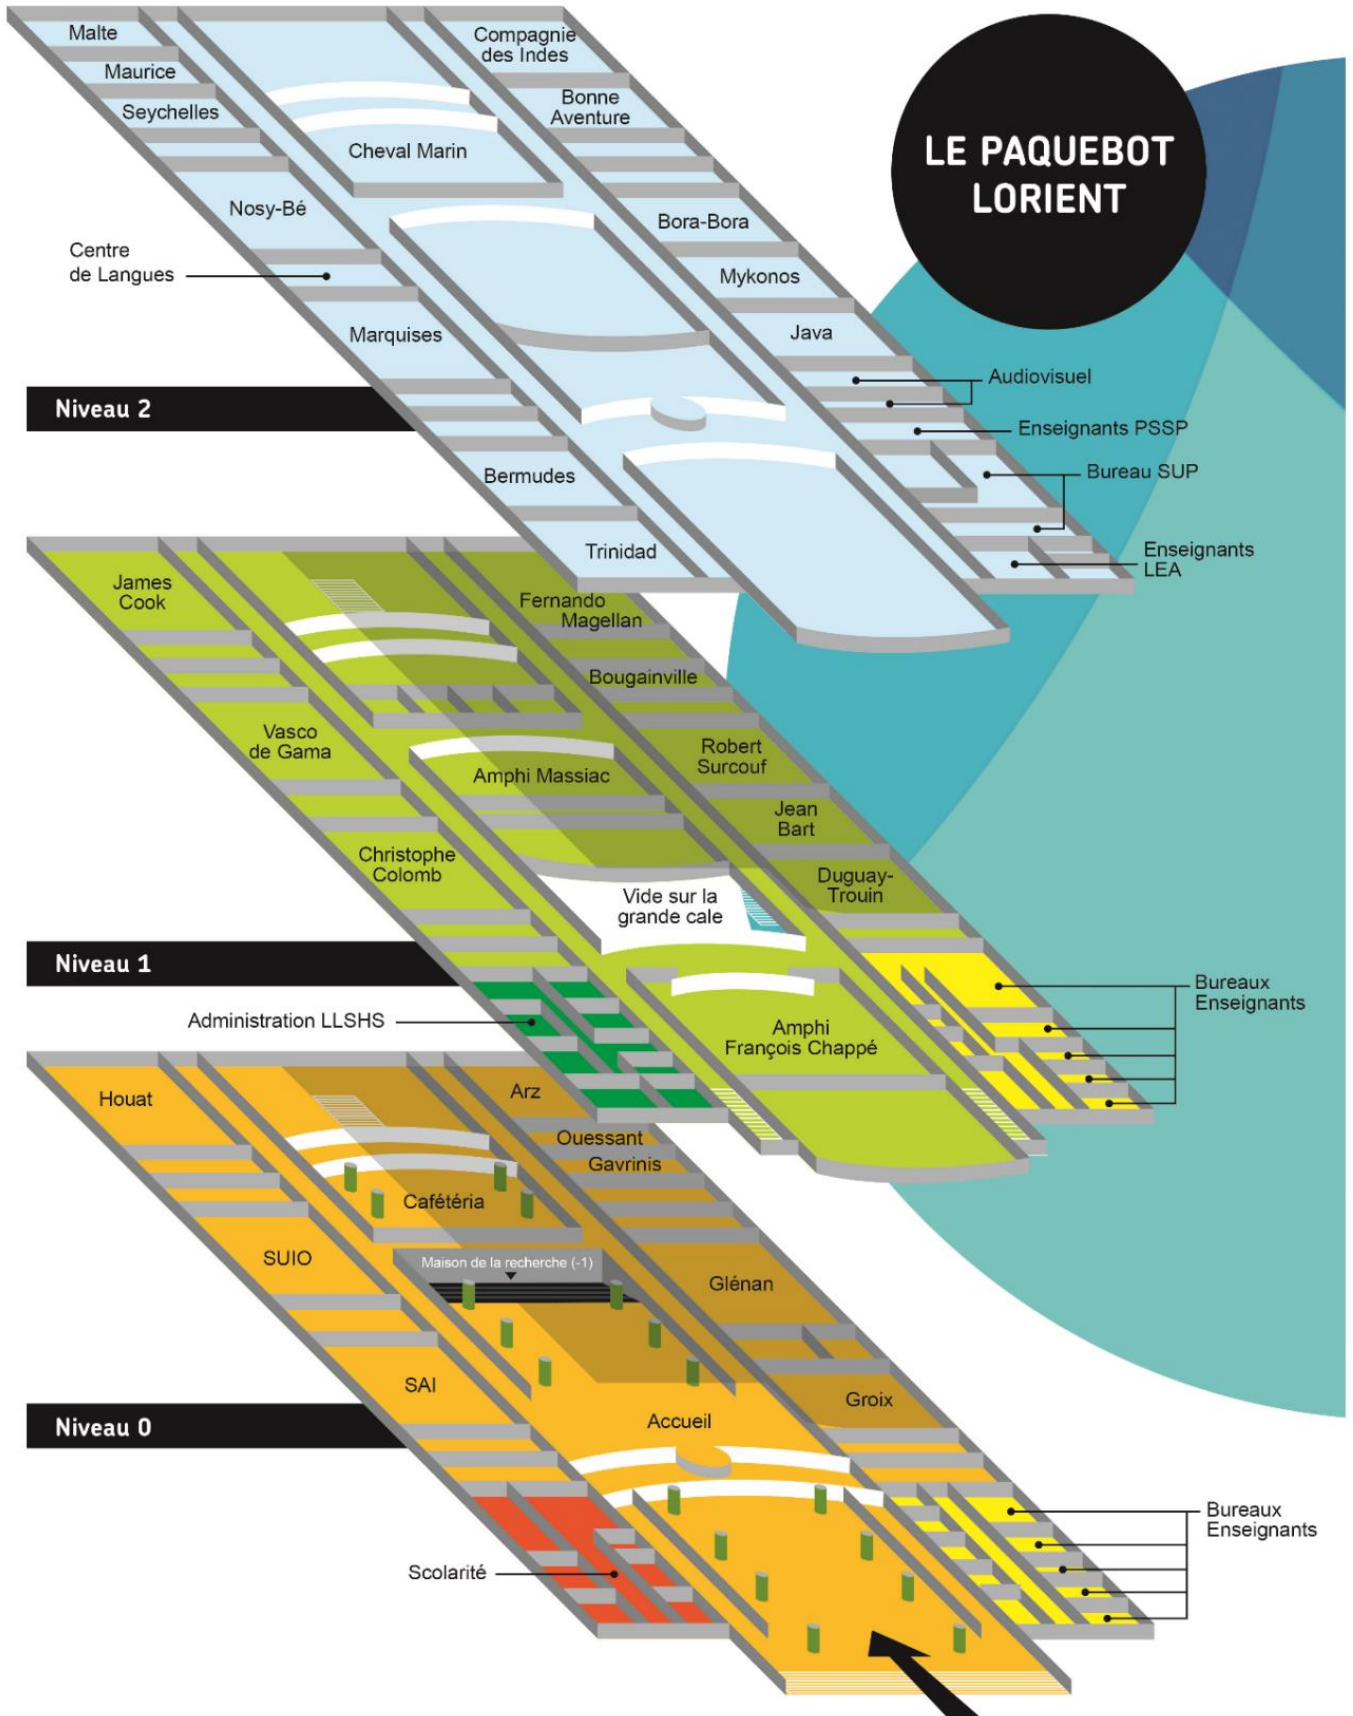 LE PAQUEBOT
LORIENT
Malte
Maurice
Seychelles
Nosy-Bé
Centre
de Langues
Marquises
Bermudes
Trinidad
Cheval Marin
Compagnie
des Indes
Bonne
Aventure
Bora-Bora
Mykonos
Java
Audiovisuel
Enseignants PSSP
Bureau SUP
Enseignants
LEA
Niveau 2
James
Cook
Vasco
de Gama
Christophe
Colomb
Amphi Massiac
Vide sur la
grande cale
Amphi
François Chappé
Fernando
Magellan
Bougainville
Robert
Surcouf
Jean
Bart
Duguay-
Trouin
Bureaux
Enseignants
Niveau 1
Administration LLSHS
Houat
SUIO
SAI
Cafétéria
Maison de la recherche (-1)
Accueil
Arz
Ouessant
Gavrinis
Glénan
Groix
Bureaux
Enseignants
Niveau 0
Scolarité